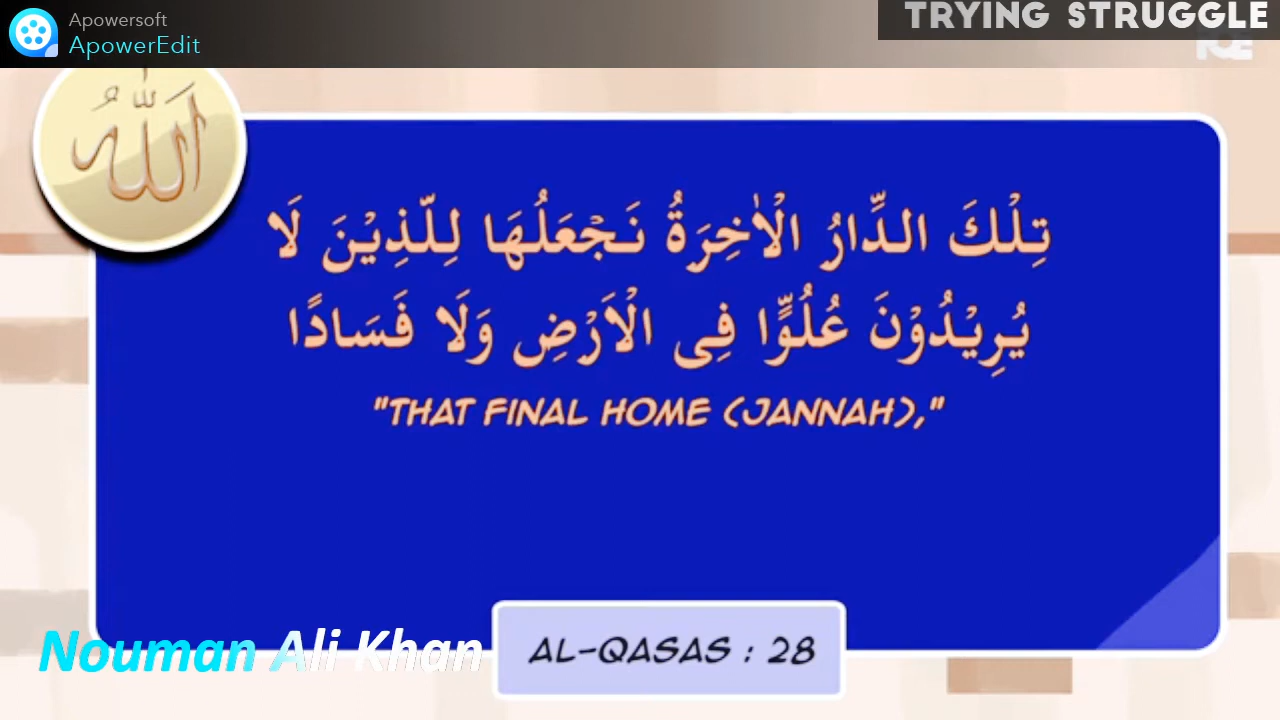 Apowersoft
ApowerEdit
TRYING STRUGGLE
الله
تِلْكَ الدَّارُ الْاٰخِرَةُ نَجْعَلُهَا لِلَّذِيْنَ لَا
يُرِيْدُوْنَ عُلُوًّا فِى الْاَرْضِ وَلَا فَسَادًا
"THAT FINAL HOME (JANNAH),"
Nouman Ali Khan
AL-QASAS : 28